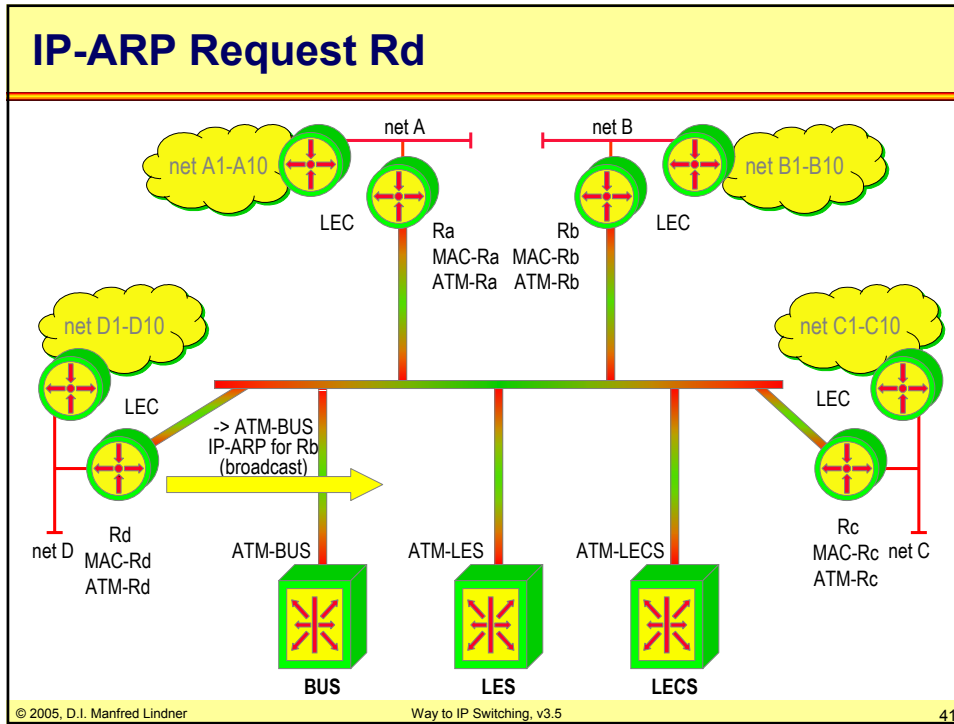 IP-ARP Request Rd
net A
net B
net A1-A10
net B1-B10
LEC
Ra
MAC-Ra
ATM-Ra
Rb
MAC-Rb
ATM-Rb
LEC
net D1-D10
net C1-C10
LEC
LEC
-> ATM-BUS
IP-ARP for Rb
(broadcast)
net D
Rd
MAC-Rd
ATM-Rd
ATM-BUS
ATM-LES
ATM-LECS
Rc
MAC-Rc
ATM-Rc
net C
BUS
LES
LECS
© 2005, D.I. Manfred Lindner
Way to IP Switching, v3.5
41